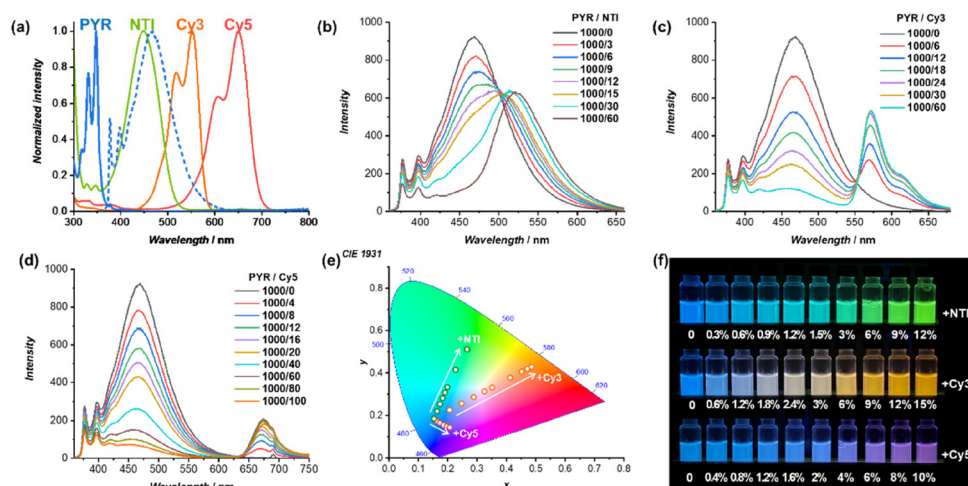 (a)
PYR NTI Cy3 Cy5
Normalized intensity
1.0
0.8
0.6
0.4
0.2
0.0
300 400 500 600 700 800
Wavelength / nm
(b)
PYR / NTI
1000/0
1000/3
1000/6
1000/9
1000/12
1000/15
1000/30
1000/60
Intensity
1000
800
600
400
200
0
400 450 500 550 600 650
Wavelength / nm
(c)
PYR / Cy3
1000/0
1000/6
1000/12
1000/18
1000/24
1000/30
1000/60
Intensity
1000
800
600
400
200
0
400 450 500 550 600 650
Wavelength / nm
(d)
PYR / Cy5
1000/0
1000/4
1000/8
1000/12
1000/16
1000/20
1000/40
1000/60
1000/80
1000/100
Intensity
1000
800
600
400
200
0
400 450 500 550 600 650 700 750
Wavelength / nm
(e) CIE 1931
520
540
560
500
580
600
620
480
460
+NTI
+Cy3
+Cy5
y
0.8
0.6
0.4
0.2
0.0
0.0 0.1 0.2 0.3 0.4 0.5 0.6 0.7 0.8
x
(f)
+NTI
0 0.3% 0.6% 0.9% 1.2% 1.5% 3% 6% 9% 12%
+Cy3
0 0.6% 1.2% 1.8% 2.4% 3% 6% 9% 12% 15%
+Cy5
0 0.4% 0.8% 1.2% 1.6% 2% 4% 6% 8% 10%